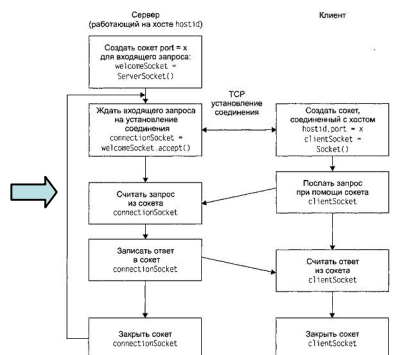 Сервер
(работающий на хосте hostid)
Клиент
Создать сокет port = x
для входящего запроса:
welcomeSocket =
ServerSocket()
Ждать входящего запроса
на установление
соединения
connectionSocket =
welcomeSocket.accept()
TCP
установление
соединения
Создать сокет,
соединенный с хостом
hostid,port = x
clientSocket =
Socket()
Считать запрос
из сокета
connectionSocket
Послать запрос
при помощи сокета
clientSocket
Записать ответ
в сокет
connectionSocket
Считать ответ
из сокета
clientSocket
Закрыть сокет
connectionSocket
Закрыть сокет
clientSocket